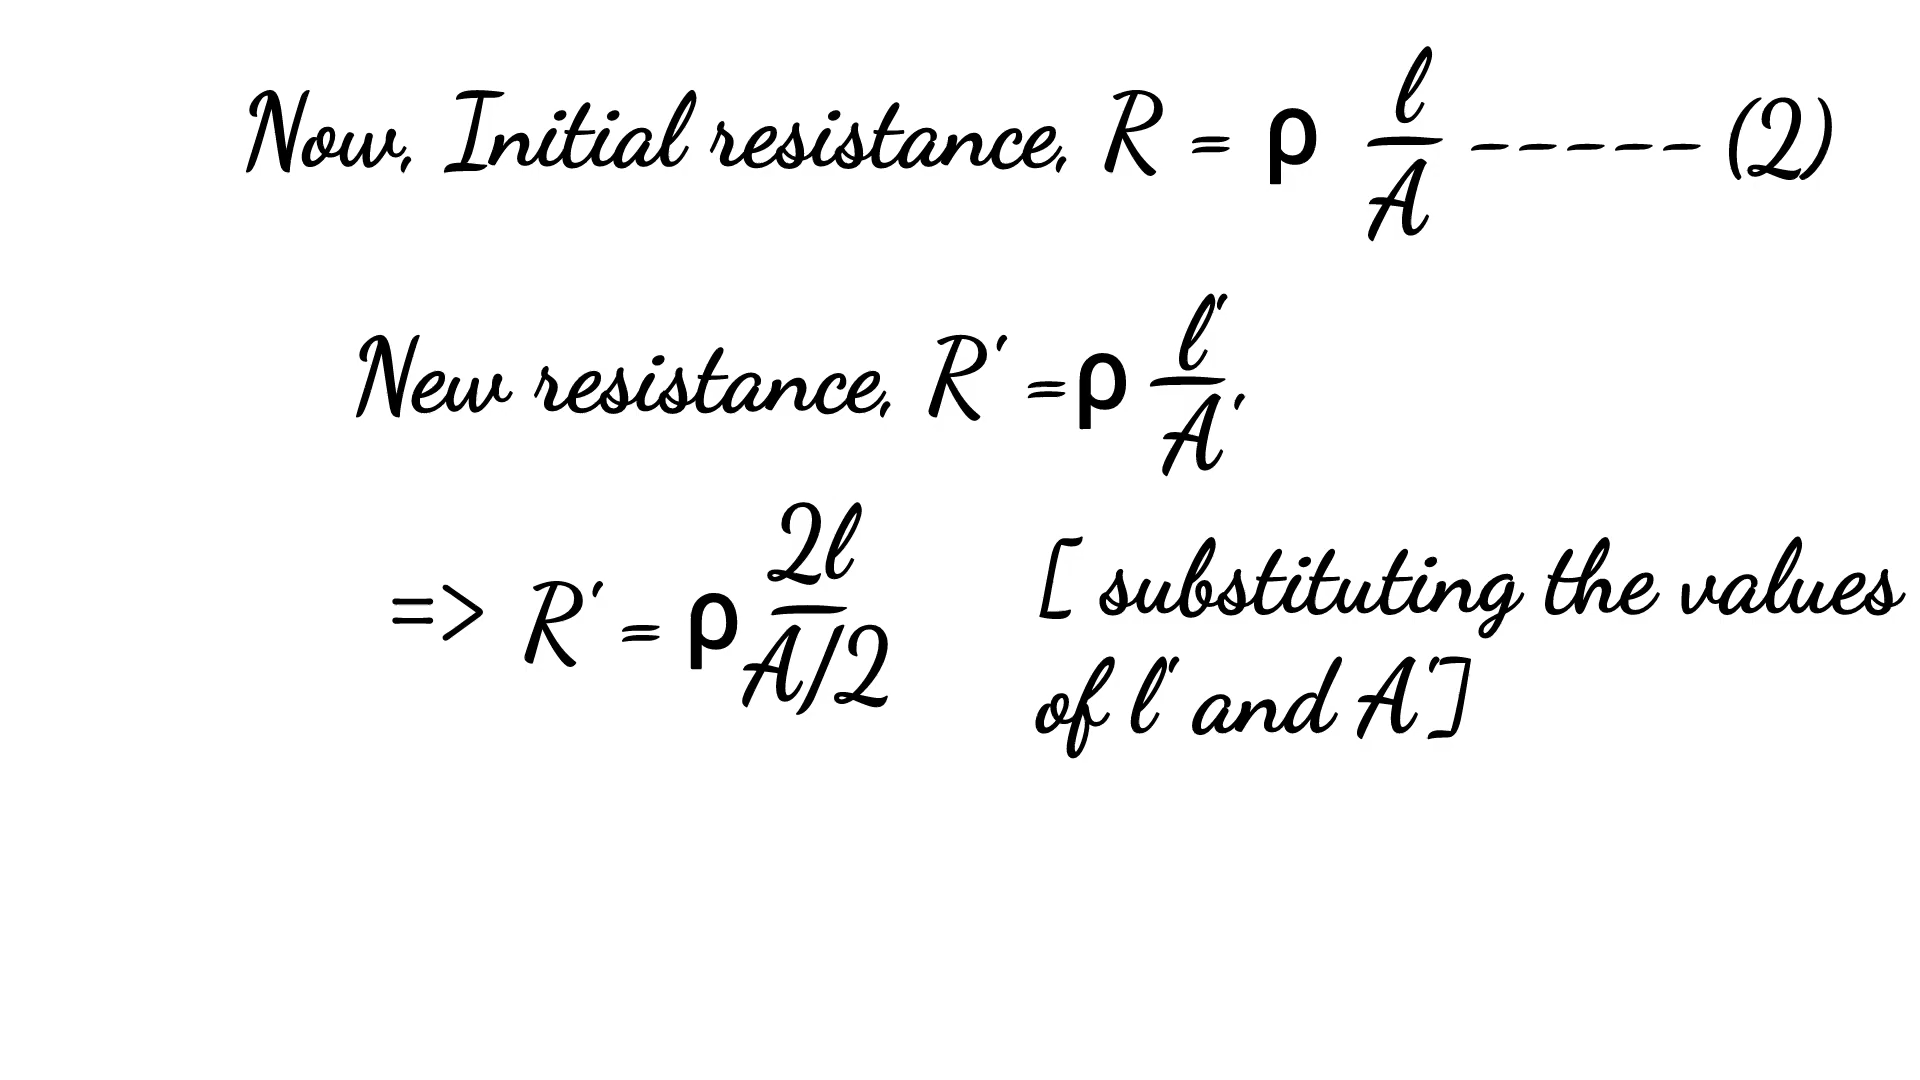 Now, Initial resistance, R = ρ l/A ----- (2)
New resistance, R' =ρ l'/A'
=> R' = ρ 2l/A/2 [ substituting the values
of l' and A']